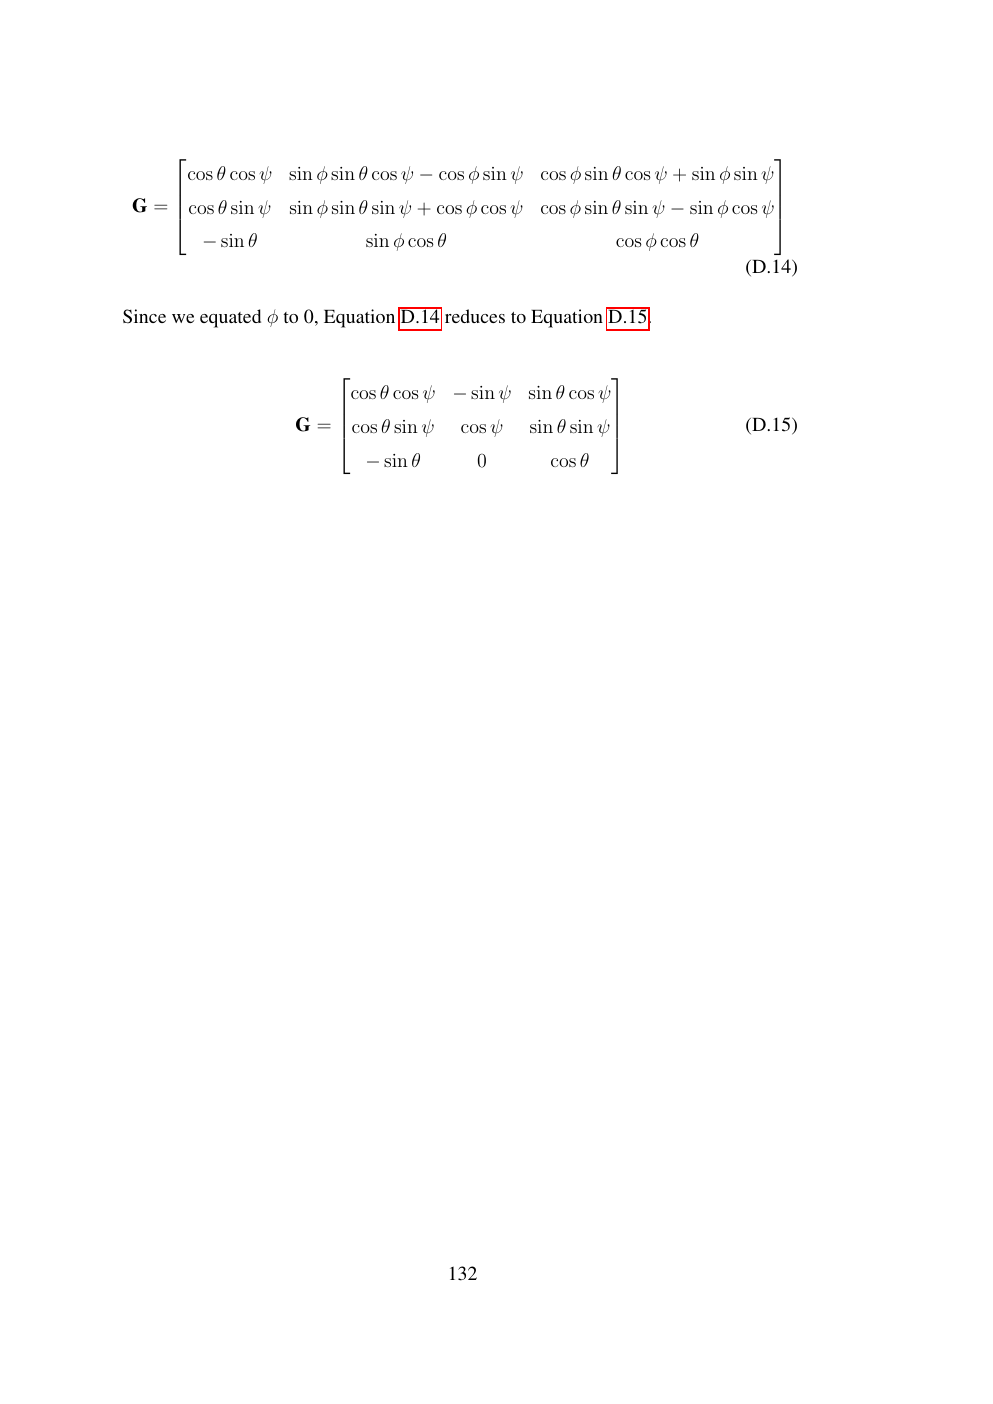 cos θ cos ψ sin ϕ sin θ cos ψ − cos ϕ sin ψ cos ϕ sin θ cos ψ + sin ϕ sin ψ
G = cos θ sin ψ sin ϕ sin θ sin ψ + cos ϕ cos ψ cos ϕ sin θ sin ψ − sin ϕ cos ψ
− sin θ sin ϕ cos θ cos ϕ cos θ
(D.14)
Since we equated ϕ to 0, Equation D.14 reduces to Equation D.15.
cos θ cos ψ − sin ψ sin θ cos ψ
G = cos θ sin ψ cos ψ sin θ sin ψ (D.15)
− sin θ 0 cos θ
132